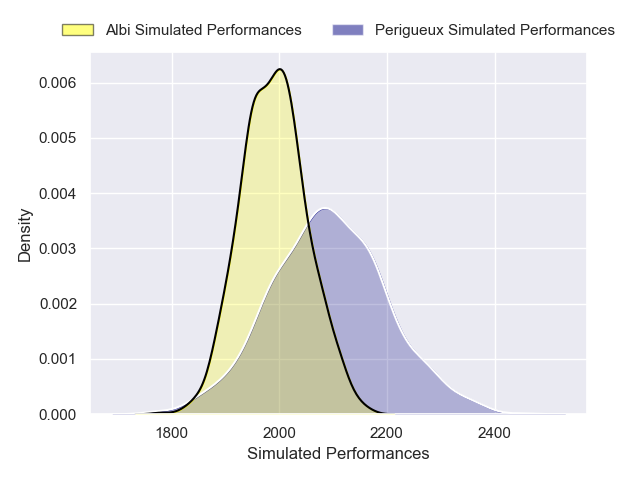 Albi Simulated Performances Perigueux Simulated Performances
0.006
0.005
0.004
0.003
0.002
0.001
0.000
Density
1800 2000 2200 2400
Simulated Performances